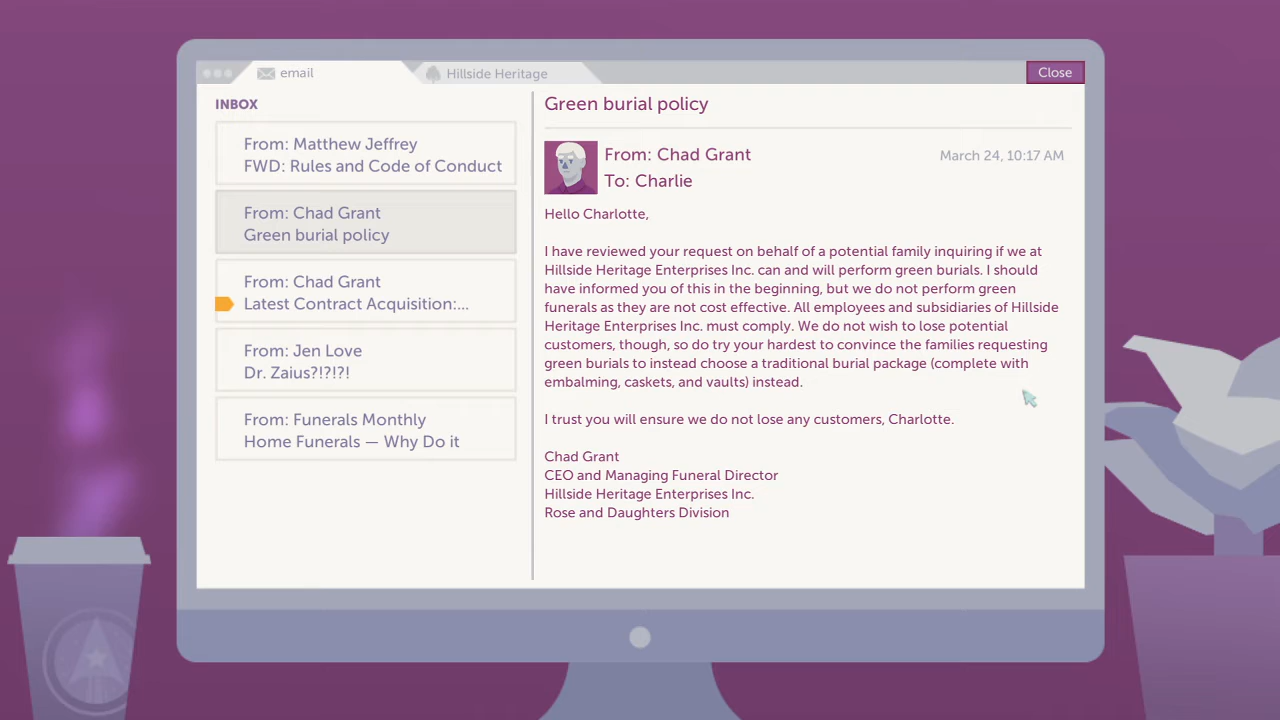 email
Hillside Heritage
Close
INBOX
From: Matthew Jeffrey
FWD: Rules and Code of Conduct
From: Chad Grant
Green burial policy
From: Chad Grant
Latest Contract Acquisition:...
From: Jen Love
Dr. Zaius?!?!?!
From: Funerals Monthly
Home Funerals — Why Do it
Green burial policy
From: Chad Grant
March 24, 10:17 AM
To: Charlie
Hello Charlotte,
I have reviewed your request on behalf of a potential family inquiring if we at
Hillside Heritage Enterprises Inc. can and will perform green burials. I should
have informed you of this in the beginning, but we do not perform green
funerals as they are not cost effective. All employees and subsidiaries of Hillside
Heritage Enterprises Inc. must comply. We do not wish to lose potential
customers, though, so do try your hardest to convince the families requesting
green burials to instead choose a traditional burial package (complete with
embalming, caskets, and vaults) instead.
I trust you will ensure we do not lose any customers, Charlotte.
Chad Grant
CEO and Managing Funeral Director
Hillside Heritage Enterprises Inc.
Rose and Daughters Division